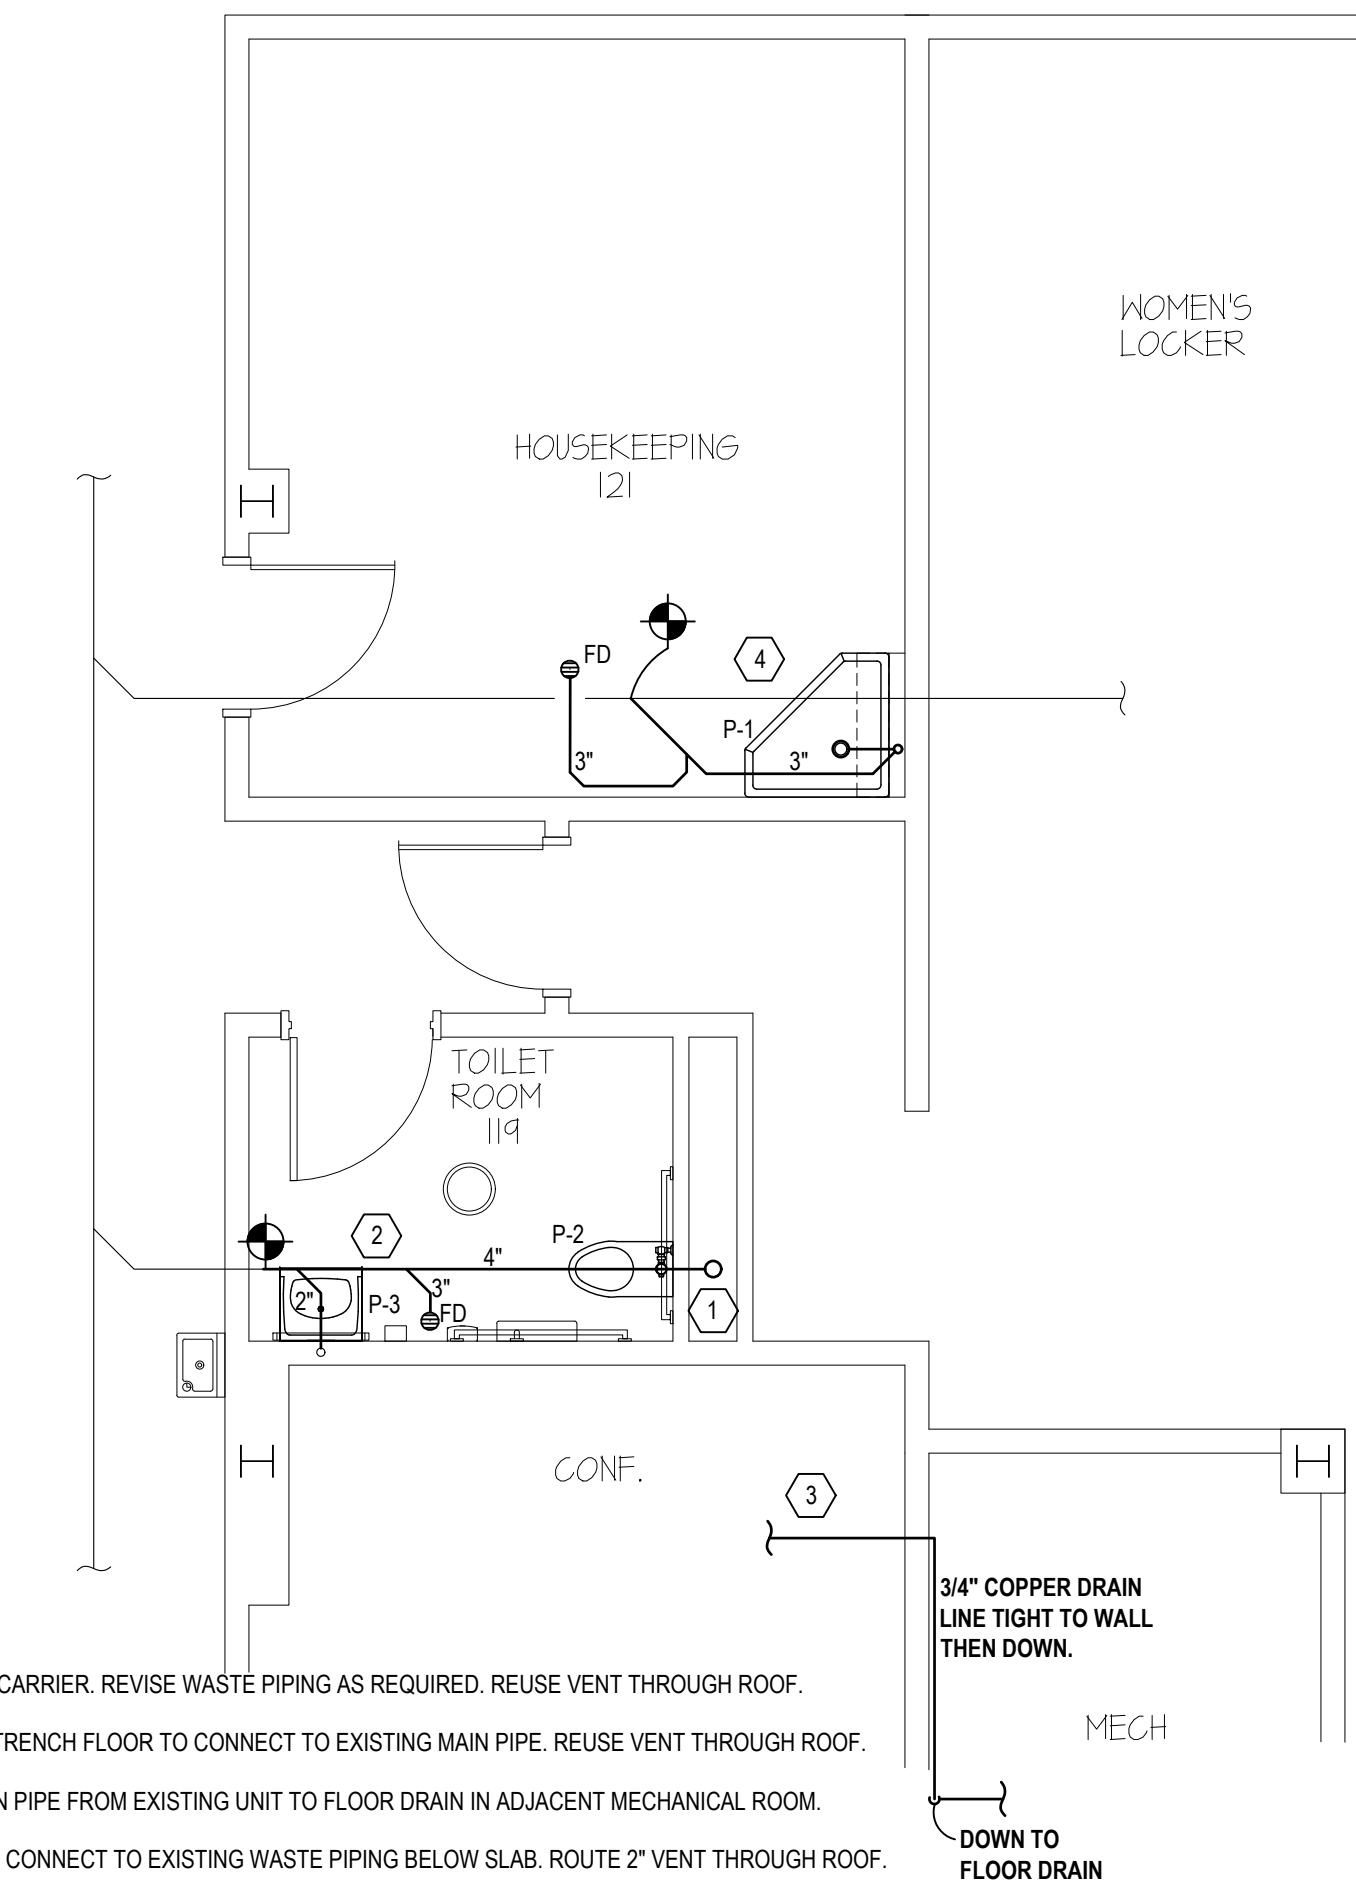 WOMEN'S
LOCKER
HOUSEKEEPING
121
FD
4
P-1
3"
3"
TOILET
ROOM
119
2
P-2
4"
3"
2"
P-3
FD
1
CONF.
3
3/4" COPPER DRAIN
LINE TIGHT TO WALL
THEN DOWN.
CARRIER. REVISE WASTE PIPING AS REQUIRED. REUSE VENT THROUGH ROOF.
MECH
TRENCH FLOOR TO CONNECT TO EXISTING MAIN PIPE. REUSE VENT THROUGH ROOF.
PIPE FROM EXISTING UNIT TO FLOOR DRAIN IN ADJACENT MECHANICAL ROOM.
DOWN TO
FLOOR DRAIN
CONNECT TO EXISTING WASTE PIPING BELOW SLAB. ROUTE 2" VENT THROUGH ROOF.